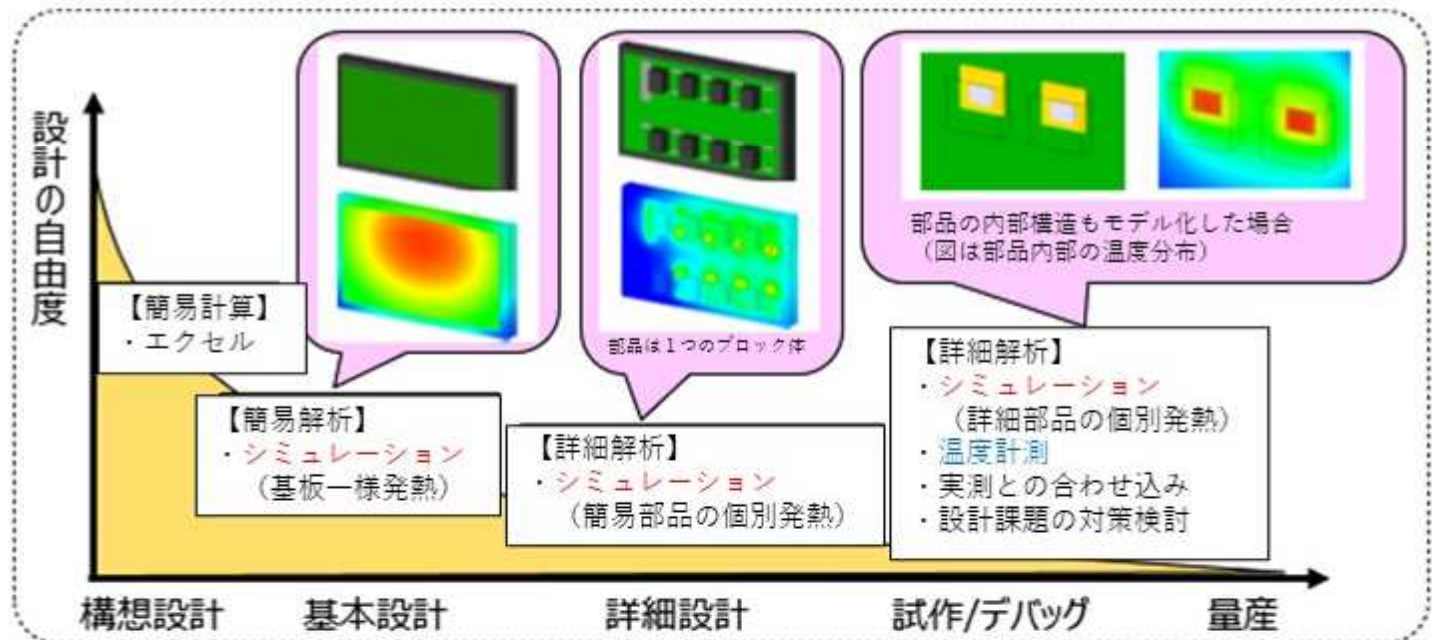 設計の自由度
【簡易計算】
・エクセル
【簡易解析】
・シミュレーション
（基板一様発熱）
部品は１つのブロック体
【詳細解析】
・シミュレーション
（簡易部品の個別発熱）
部品の内部構造もモデル化した場合
（図は部品内部の温度分布）
【詳細解析】
・シミュレーション
（詳細部品の個別発熱）
・温度計測
・実測との合わせ込み
・設計課題の対策検討
構想設計
基本設計
詳細設計
試作/デバッグ
量産